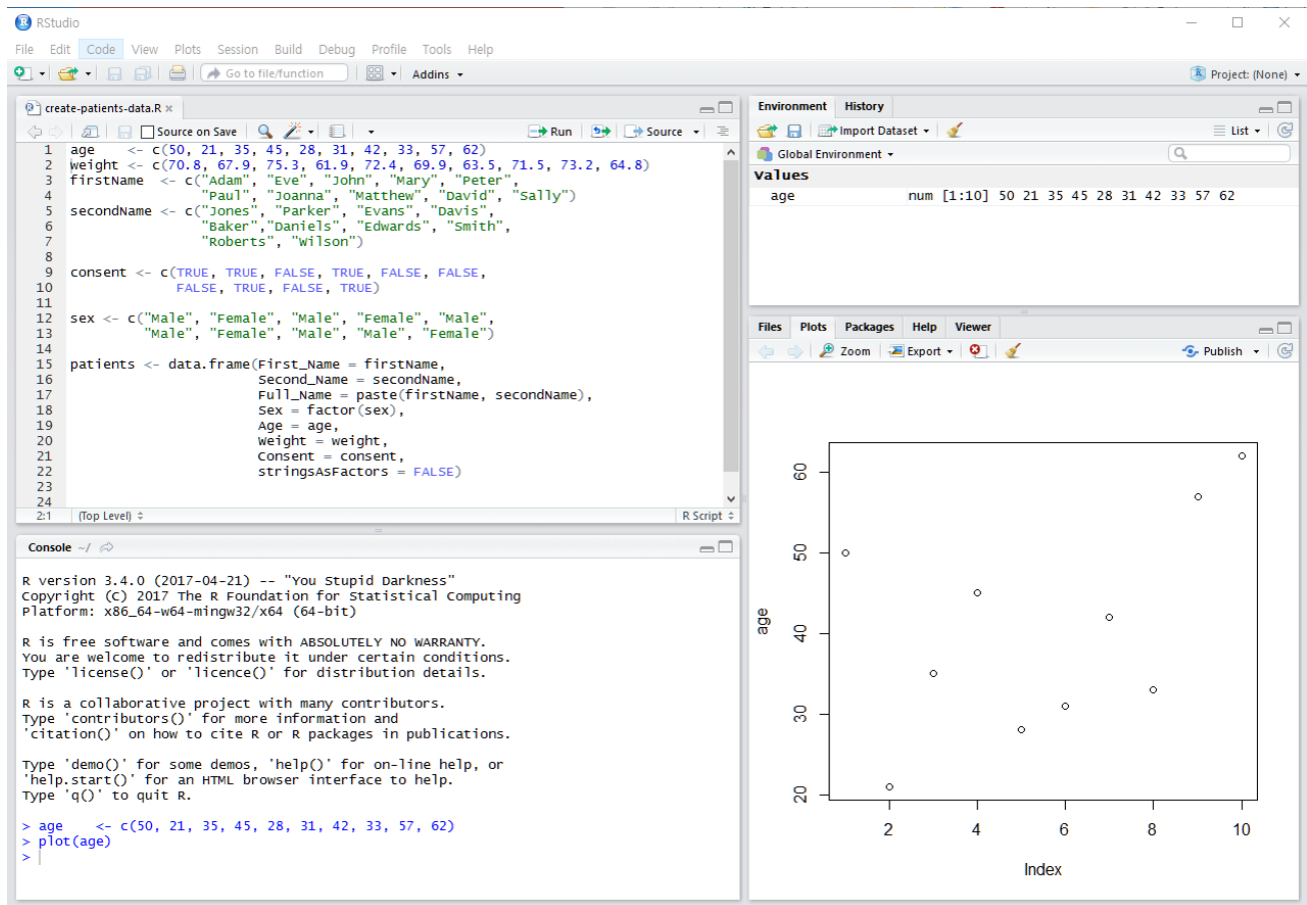 RStudio
File Edit Code View Plots Session Build Debug Profile Tools Help
Go to file/function Addins Project: (None)
create-patients-data.R
Source on Save Run Source
1 age    <- c(50, 21, 35, 45, 28, 31, 42, 33, 57, 62)
2 weight <- c(70.8, 67.9, 75.3, 61.9, 72.4, 69.9, 63.5, 71.5, 73.2, 64.8)
3 firstName  <- c("Adam", "Eve", "John", "Mary", "Peter",
4                 "Paul", "Joanna", "Matthew", "David", "Sally")
5 secondName <- c("Jones", "Parker", "Evans", "Davis",
6                 "Baker","Daniels", "Edwards", "Smith",
7                 "Roberts", "Wilson")
8
9 consent <- c(TRUE, TRUE, FALSE, TRUE, FALSE, FALSE,
10              FALSE, TRUE, FALSE, TRUE)
11
12 sex <- c("Male", "Female", "Male", "Female", "Male",
13          "Male", "Female", "Male", "Male", "Female")
14
15 patients <- data.frame(First_Name = firstName,
16                        Second_Name = secondName,
17                        Full_Name = paste(firstName, secondName),
18                        Sex = factor(sex),
19                        Age = age,
20                        Weight = weight,
21                        Consent = consent,
22                        stringsAsFactors = FALSE)
23
24
2:1 (Top Level) R Script
Console ~/
R version 3.4.0 (2017-04-21) -- "You Stupid Darkness"
Copyright (C) 2017 The R Foundation for Statistical Computing
Platform: x86_64-w64-mingw32/x64 (64-bit)
R is free software and comes with ABSOLUTELY NO WARRANTY.
You are welcome to redistribute it under certain conditions.
Type 'license()' or 'licence()' for distribution details.
R is a collaborative project with many contributors.
Type 'contributors()' for more information and
'citation()' on how to cite R or R packages in publications.
Type 'demo()' for some demos, 'help()' for on-line help, or
'help.start()' for an HTML browser interface to help.
Type 'q()' to quit R.
> age    <- c(50, 21, 35, 45, 28, 31, 42, 33, 57, 62)
> plot(age)
>
Environment History
Import Dataset List
Global Environment
Values
age num [1:10] 50 21 35 45 28 31 42 33 57 62
Files Plots Packages Help Viewer
Zoom Export Publish
60
50
40
30
20
age
2 4 6 8 10
Index